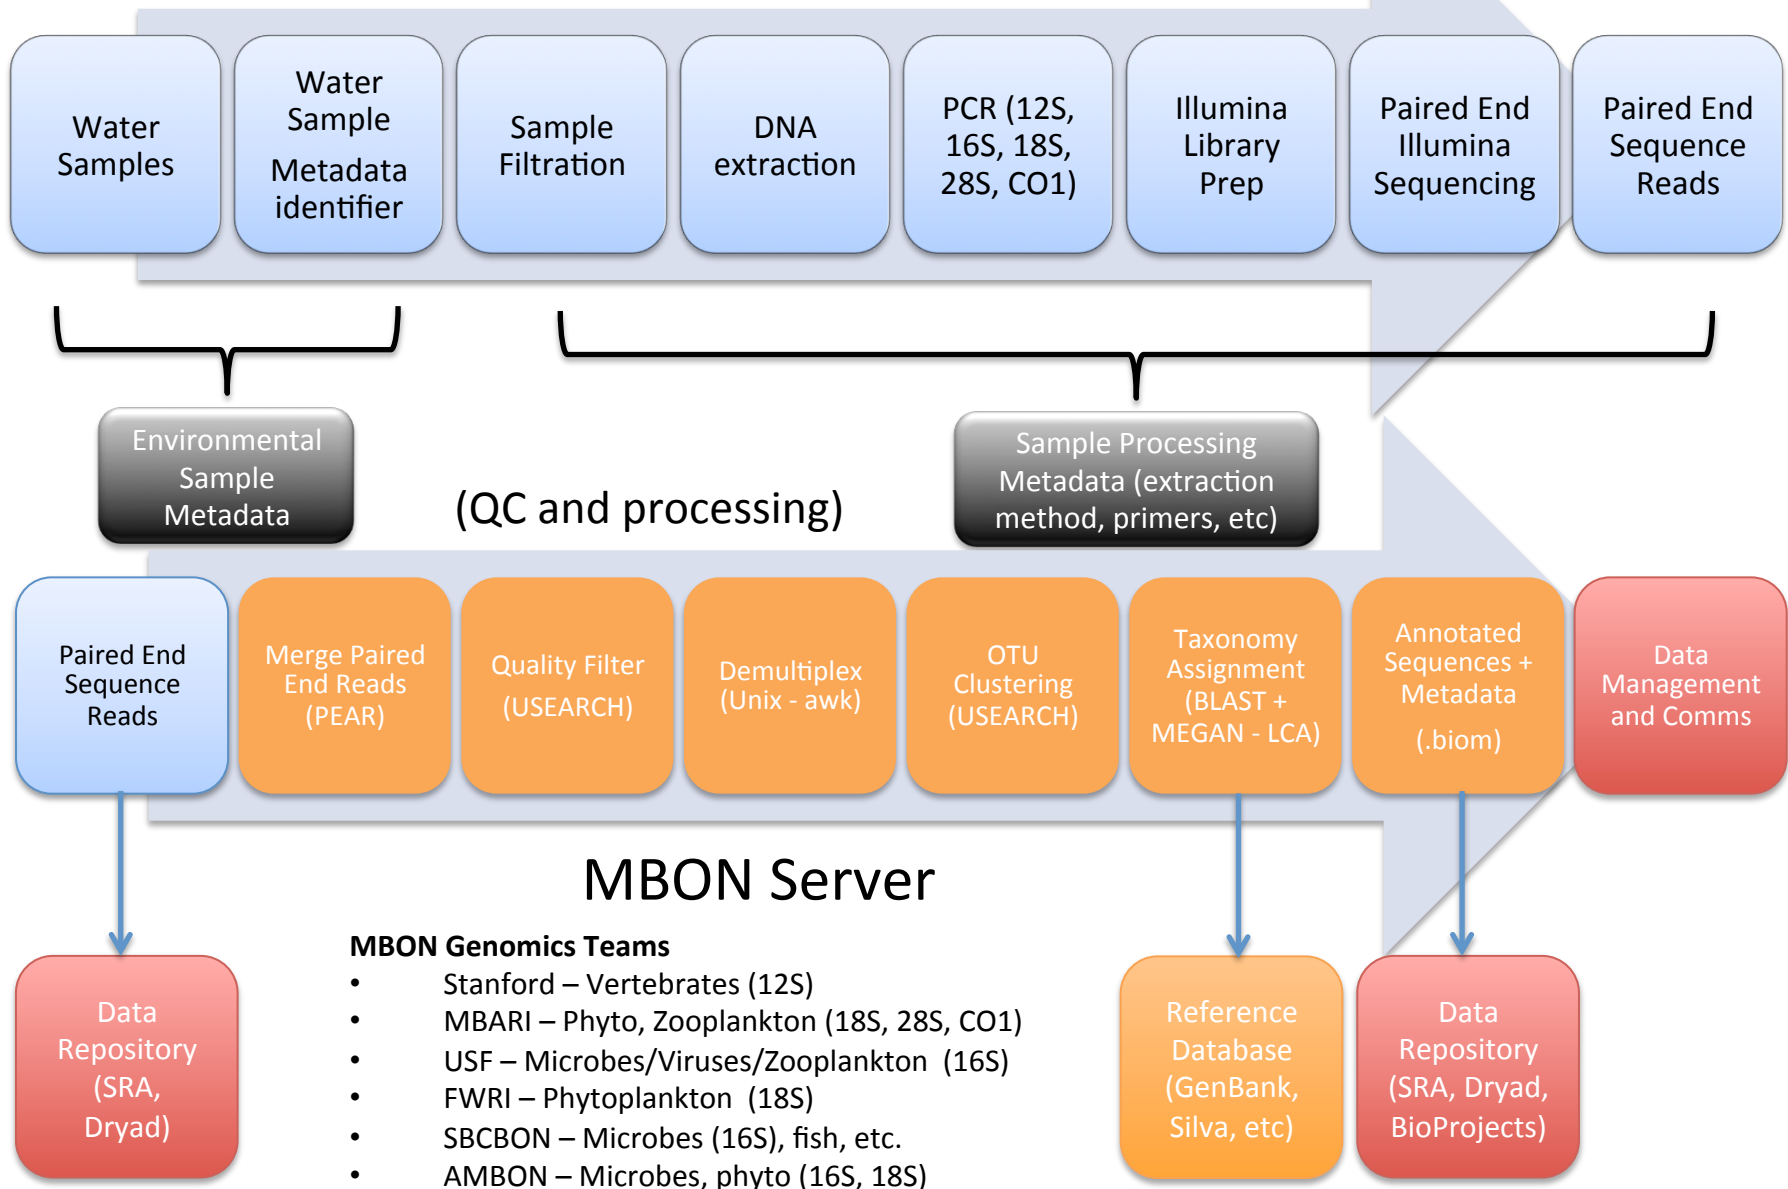 Water
Samples
Water
Sample
Metadata
identifier
Sample
Filtration
DNA
extraction
PCR (12S,
16S, 18S,
28S, CO1)
Illumina
Library
Prep
Paired End
Illumina
Sequencing
Paired End
Sequence
Reads
Environmental
Sample
Metadata
(QC and processing)
Sample Processing
Metadata (extraction
method, primers, etc)
Paired End
Sequence
Reads
Merge Paired
End Reads
(PEAR)
Quality Filter
(USEARCH)
Demultiplex
(Unix - awk)
OTU
Clustering
(USEARCH)
Taxonomy
Assignment
(BLAST +
MEGAN - LCA)
Annotated
Sequences +
Metadata
(.biom)
Data
Management
and Comms
MBON Server
MBON Genomics Teams
• Stanford – Vertebrates (12S)
• MBARI – Phyto, Zooplankton (18S, 28S, CO1)
• USF – Microbes/Viruses/Zooplankton (16S)
• FWRI – Phytoplankton (18S)
• SBCBON – Microbes (16S), fish, etc.
• AMBON – Microbes, phyto (16S, 18S)
Data
Repository
(SRA,
Dryad)
Reference
Database
(GenBank,
Silva, etc)
Data
Repository
(SRA, Dryad,
BioProjects)